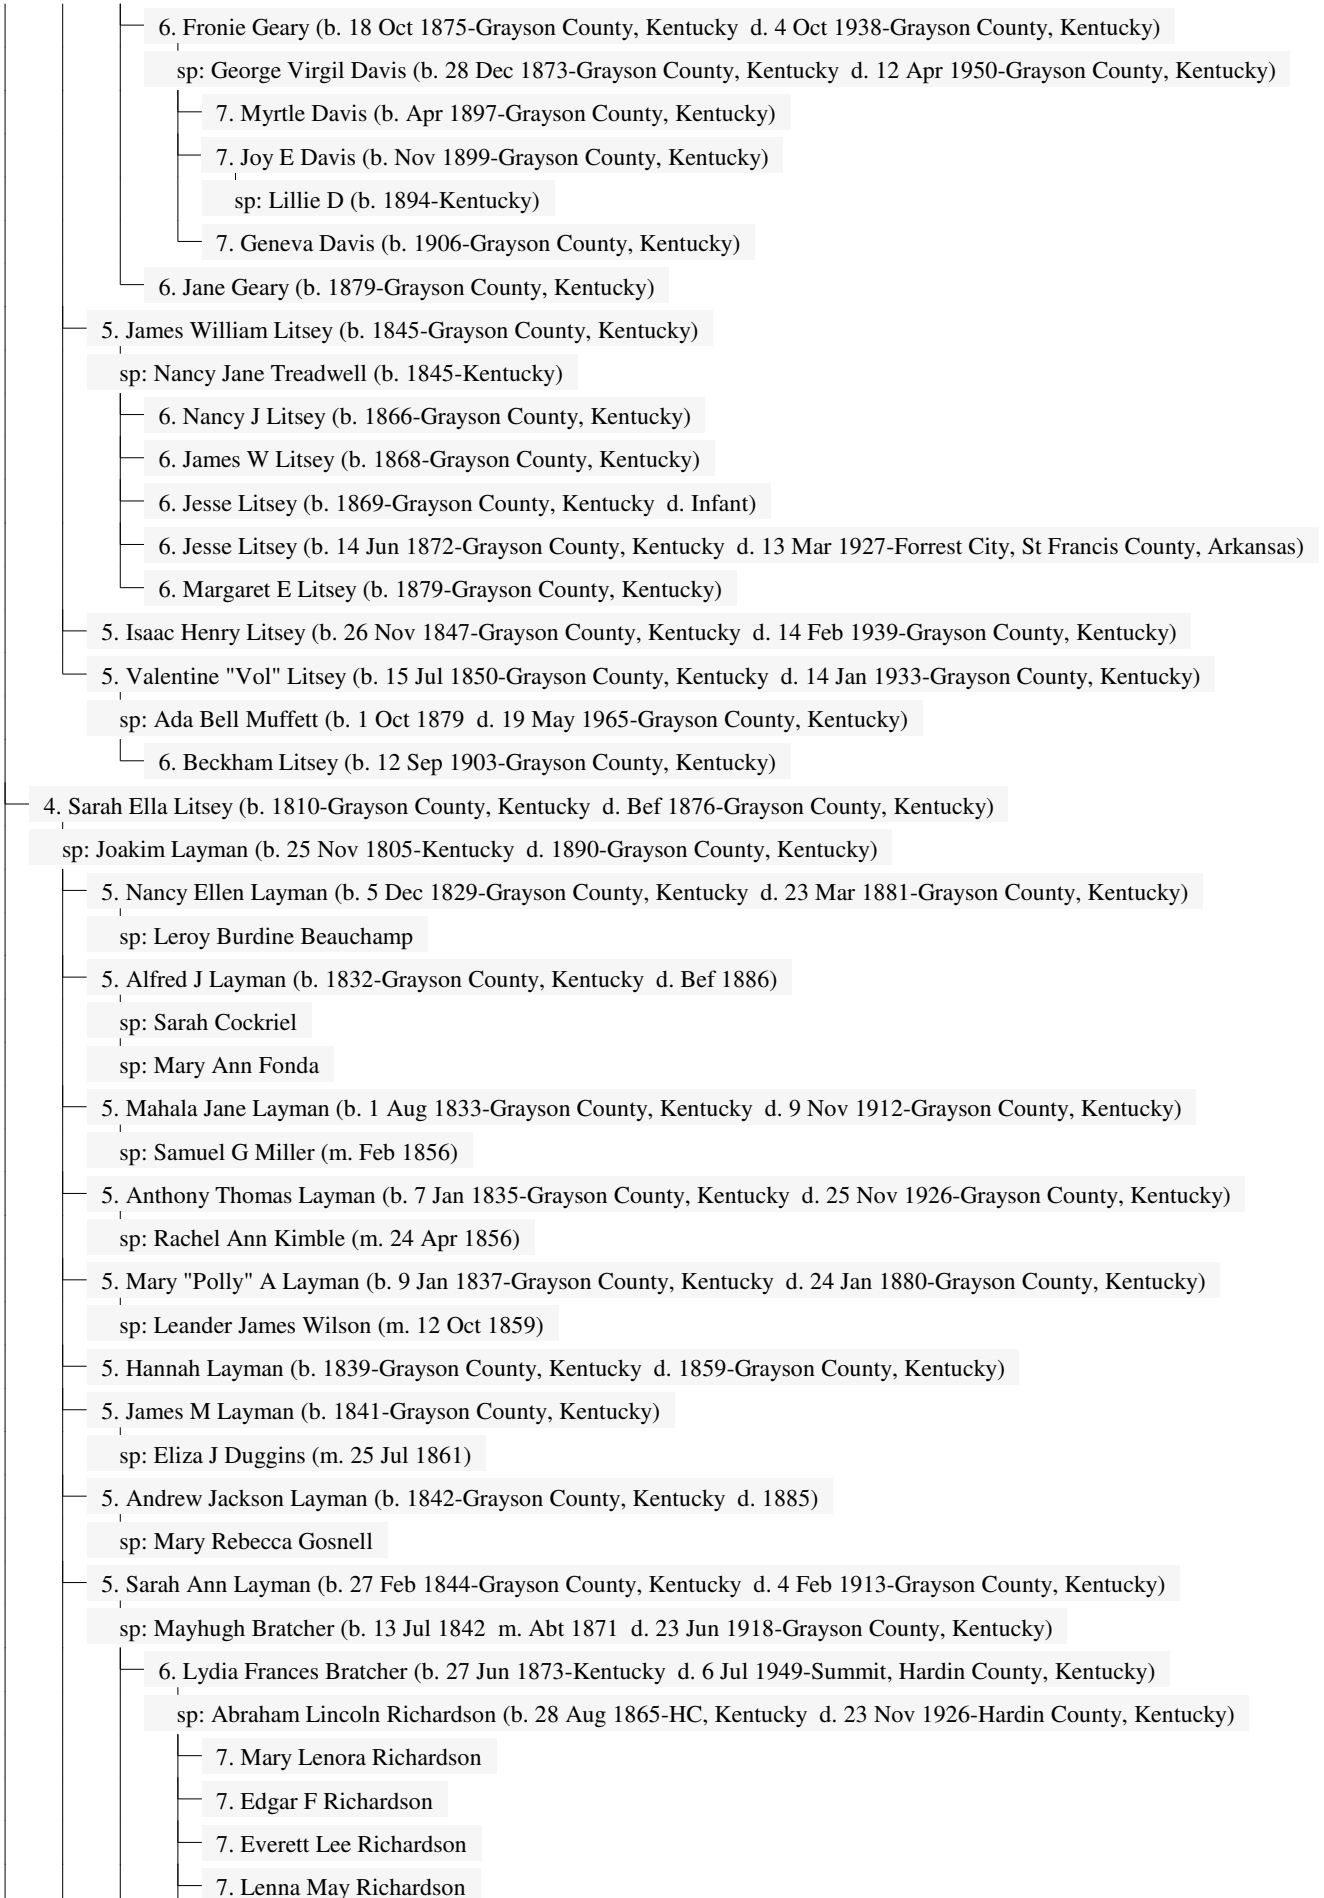 6. Fronie Geary (b. 18 Oct 1875-Grayson County, Kentucky d. 4 Oct 1938-Grayson County, Kentucky)
sp: George Virgil Davis (b. 28 Dec 1873-Grayson County, Kentucky d. 12 Apr 1950-Grayson County, Kentucky)
7. Myrtle Davis (b. Apr 1897-Grayson County, Kentucky)
7. Joy E Davis (b. Nov 1899-Grayson County, Kentucky)
sp: Lillie D (b. 1894-Kentucky)
7. Geneva Davis (b. 1906-Grayson County, Kentucky)
6. Jane Geary (b. 1879-Grayson County, Kentucky)
5. James William Litsey (b. 1845-Grayson County, Kentucky)
sp: Nancy Jane Treadwell (b. 1845-Kentucky)
6. Nancy J Litsey (b. 1866-Grayson County, Kentucky)
6. James W Litsey (b. 1868-Grayson County, Kentucky)
6. Jesse Litsey (b. 1869-Grayson County, Kentucky d. Infant)
6. Jesse Litsey (b. 14 Jun 1872-Grayson County, Kentucky d. 13 Mar 1927-Forrest City, St Francis County, Arkansas)
6. Margaret E Litsey (b. 1879-Grayson County, Kentucky)
5. Isaac Henry Litsey (b. 26 Nov 1847-Grayson County, Kentucky d. 14 Feb 1939-Grayson County, Kentucky)
5. Valentine "Vol" Litsey (b. 15 Jul 1850-Grayson County, Kentucky d. 14 Jan 1933-Grayson County, Kentucky)
sp: Ada Bell Muffett (b. 1 Oct 1879 d. 19 May 1965-Grayson County, Kentucky)
6. Beckham Litsey (b. 12 Sep 1903-Grayson County, Kentucky)
4. Sarah Ella Litsey (b. 1810-Grayson County, Kentucky d. Bef 1876-Grayson County, Kentucky)
sp: Joakim Layman (b. 25 Nov 1805-Kentucky d. 1890-Grayson County, Kentucky)
5. Nancy Ellen Layman (b. 5 Dec 1829-Grayson County, Kentucky d. 23 Mar 1881-Grayson County, Kentucky)
sp: Leroy Burdine Beauchamp
5. Alfred J Layman (b. 1832-Grayson County, Kentucky d. Bef 1886)
sp: Sarah Cockriel
sp: Mary Ann Fonda
5. Mahala Jane Layman (b. 1 Aug 1833-Grayson County, Kentucky d. 9 Nov 1912-Grayson County, Kentucky)
sp: Samuel G Miller (m. Feb 1856)
5. Anthony Thomas Layman (b. 7 Jan 1835-Grayson County, Kentucky d. 25 Nov 1926-Grayson County, Kentucky)
sp: Rachel Ann Kimble (m. 24 Apr 1856)
5. Mary "Polly" A Layman (b. 9 Jan 1837-Grayson County, Kentucky d. 24 Jan 1880-Grayson County, Kentucky)
sp: Leander James Wilson (m. 12 Oct 1859)
5. Hannah Layman (b. 1839-Grayson County, Kentucky d. 1859-Grayson County, Kentucky)
5. James M Layman (b. 1841-Grayson County, Kentucky)
sp: Eliza J Duggins (m. 25 Jul 1861)
5. Andrew Jackson Layman (b. 1842-Grayson County, Kentucky d. 1885)
sp: Mary Rebecca Gosnell
5. Sarah Ann Layman (b. 27 Feb 1844-Grayson County, Kentucky d. 4 Feb 1913-Grayson County, Kentucky)
sp: Mayhugh Bratcher (b. 13 Jul 1842 m. Abt 1871 d. 23 Jun 1918-Grayson County, Kentucky)
6. Lydia Frances Bratcher (b. 27 Jun 1873-Kentucky d. 6 Jul 1949-Summit, Hardin County, Kentucky)
sp: Abraham Lincoln Richardson (b. 28 Aug 1865-HC, Kentucky d. 23 Nov 1926-Hardin County, Kentucky)
7. Mary Lenora Richardson
7. Edgar F Richardson
7. Everett Lee Richardson
7. Lenna May Richardson